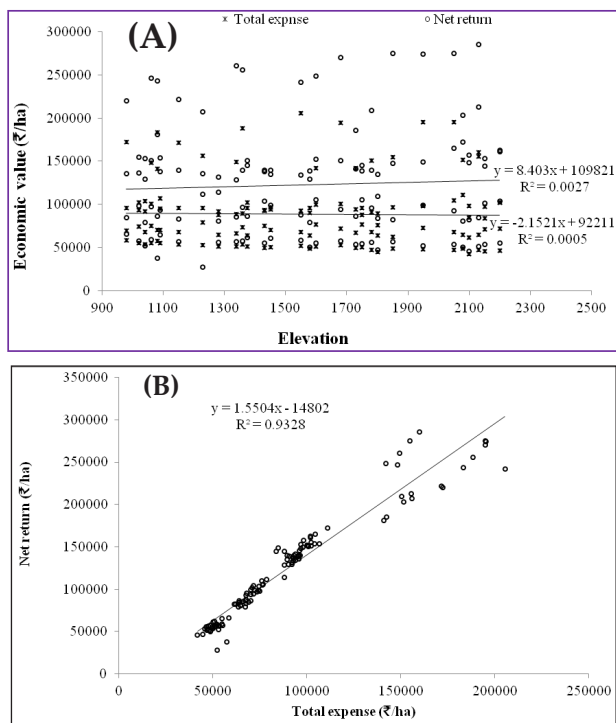 (A)
Total expnse
Net return
Economic value (₹/ha)
300000
250000
200000
150000
100000
50000
0
y = 8.403x + 109821
R² = 0.0027
y = -2.1521x + 92211
R² = 0.0005
900 1100 1300 1500 1700 1900 2100 2300 2500
Elevation
(B)
Net return (₹/ha)
350000
300000
250000
200000
150000
100000
50000
0
y = 1.5504x - 14802
R² = 0.9328
0 50000 100000 150000 200000 250000
Total expense (₹/ha)